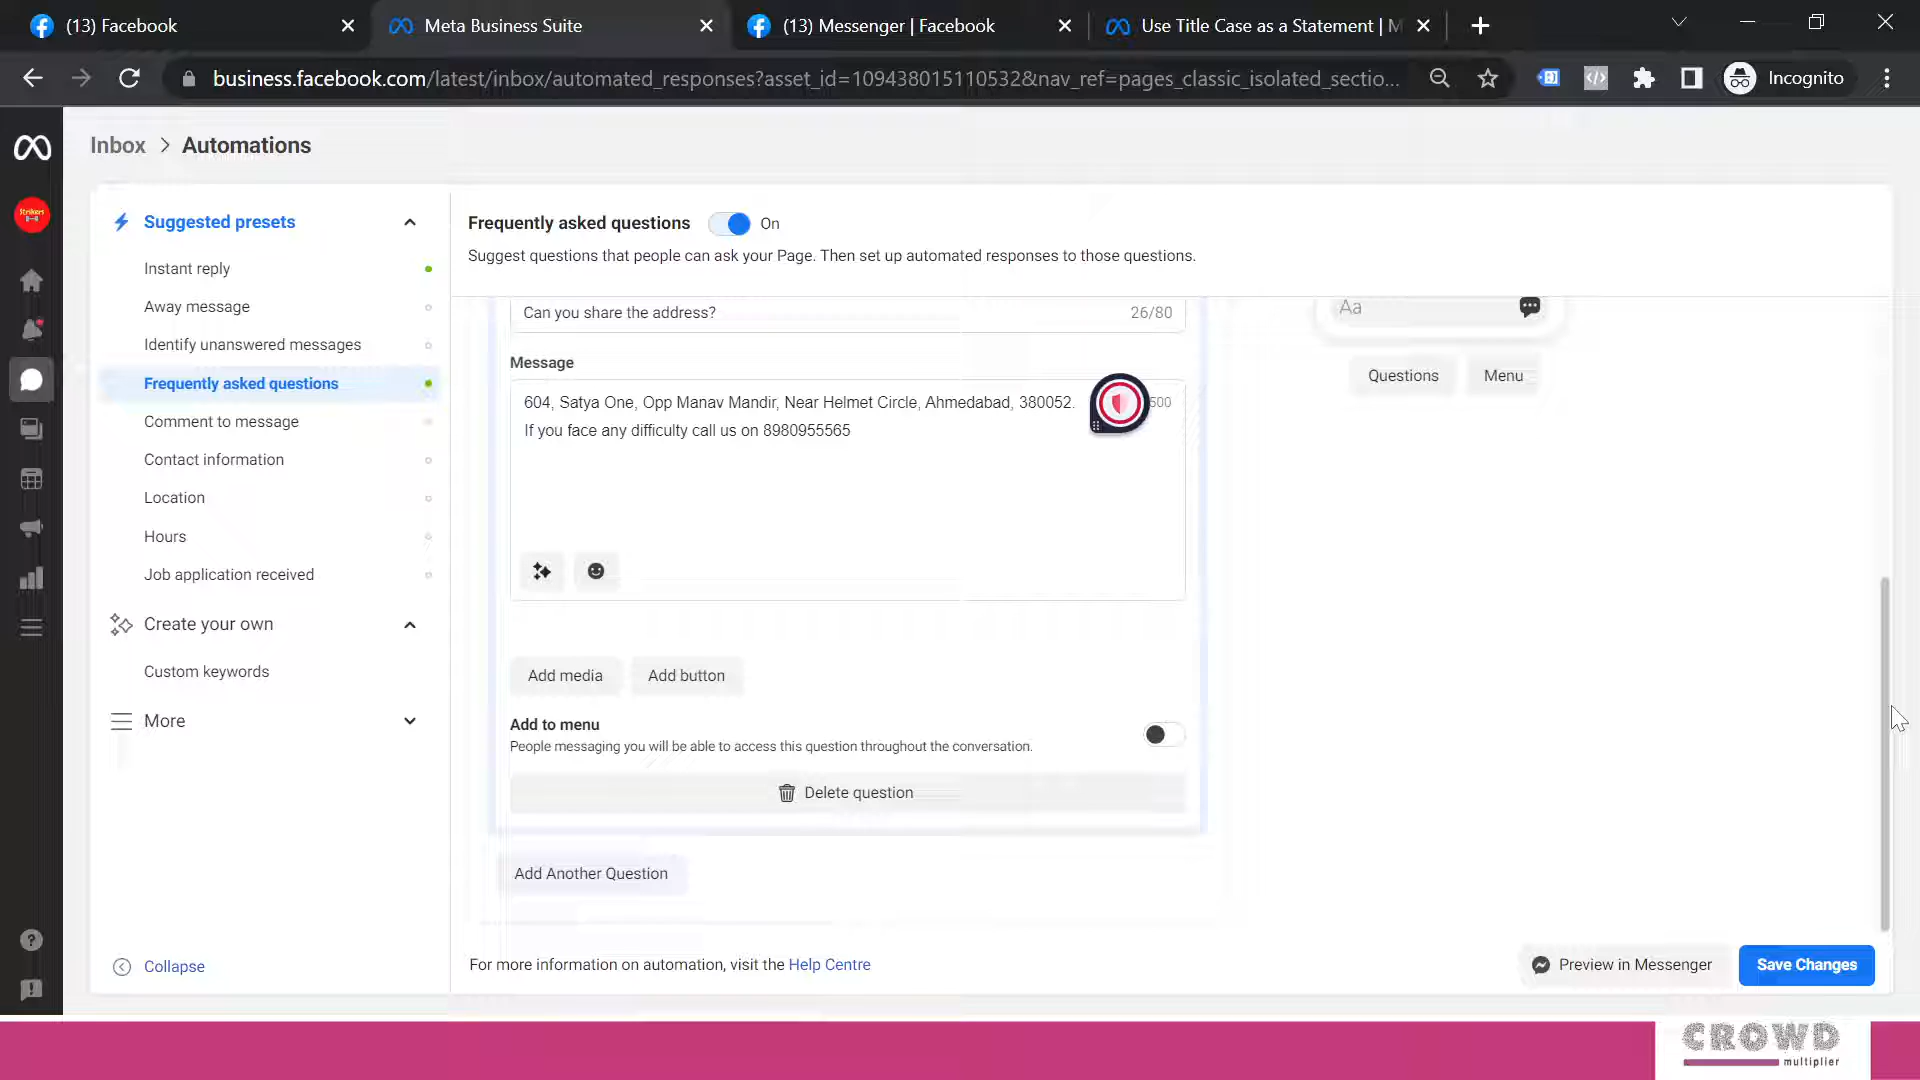 (13) Facebook
Meta Business Suite
(13) Messenger | Facebook
Use Title Case as a Statement | M
business.facebook.com/latest/inbox/automated_responses?asset_id=109438015110532&nav_ref=pages_classic_isolated_sectio...
Incognito
Inbox > Automations
Suggested presets
Instant reply
Away message
Identify unanswered messages
Frequently asked questions
Comment to message
Contact information
Location
Hours
Job application received
Create your own
Custom keywords
More
Collapse
Frequently asked questions
On
Suggest questions that people can ask your Page. Then set up automated responses to those questions.
Can you share the address?
26/80
Message
604, Satya One, Opp Manav Mandir, Near Helmet Circle, Ahmedabad, 380052.
500
If you face any difficulty call us on 8980955565
Add media
Add button
Add to menu
People messaging you will be able to access this question throughout the conversation.
Delete question
Add Another Question
Aa
Questions
Menu
For more information on automation, visit the Help Centre
Preview in Messenger
Save Changes
CROWD
multiplier